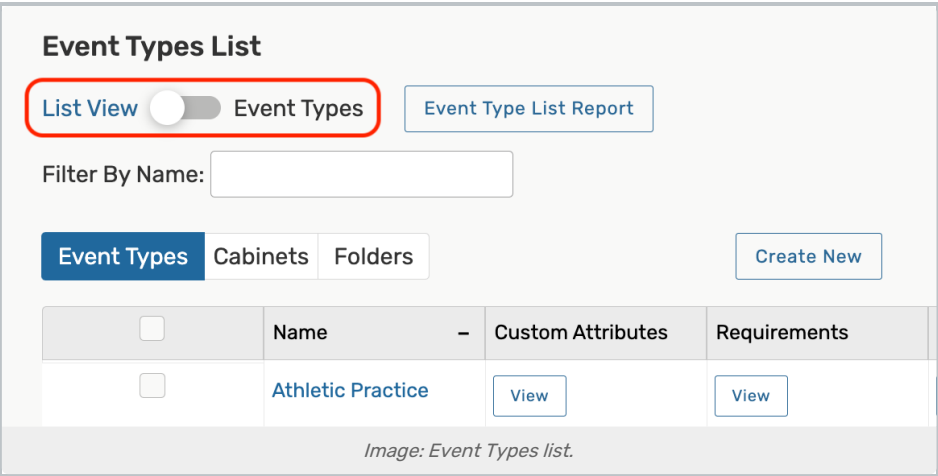 Event Types List
List View Event Types Event Type List Report
Filter By Name:
Event Types Cabinets Folders Create New
Name – Custom Attributes Requirements
Athletic Practice View View
Image: Event Types list.